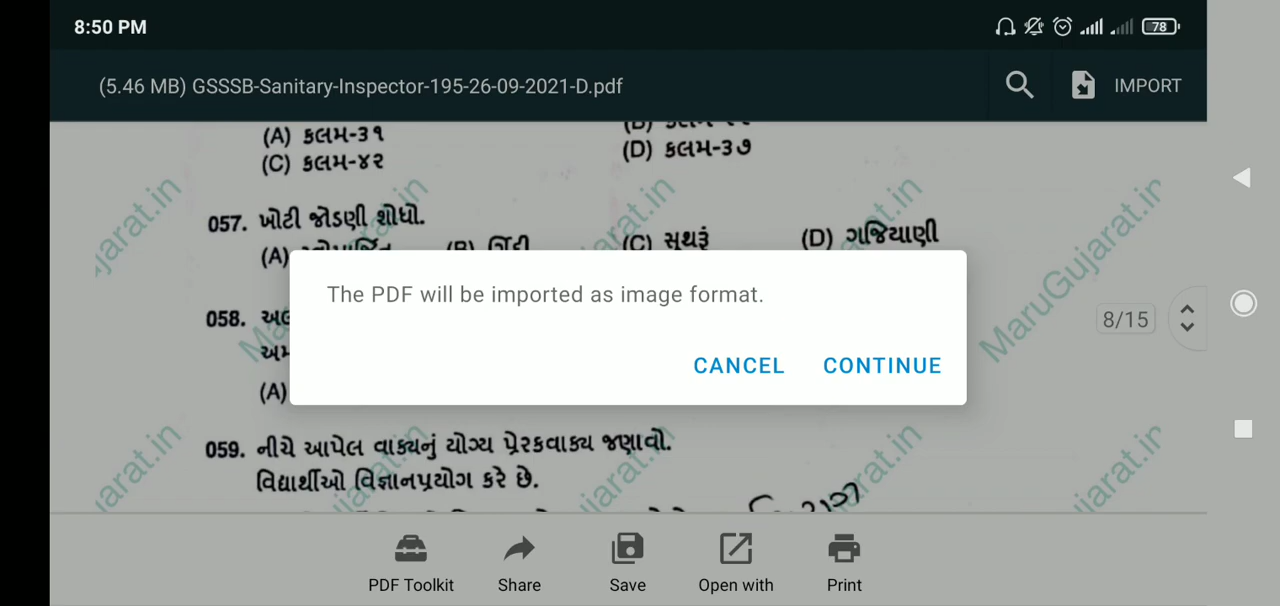 8:50 PM
78
(5.46 MB) GSSSB-Sanitary-Inspector-195-26-09-2021-D.pdf
IMPORT
(A) કલમ-૩૧ (B)
(C) કલમ-૪૨ (D) કલમ-૩૭
057. ખોટી જોડણી શોધો.
(A) (B) (C) સૂથરૂં (D) ગજિયાણી
The PDF will be imported as image format.
058.
8/15
CANCEL CONTINUE
(A)
059. નીચે આપેલ વાક્યનું યોગ્ય પ્રેરકવાક્ય જણાવો.
વિદ્યાર્થીઓ વિજ્ઞાનપ્રયોગ કરે છે.
MaruGujarat.in
PDF Toolkit Share Save Open with Print